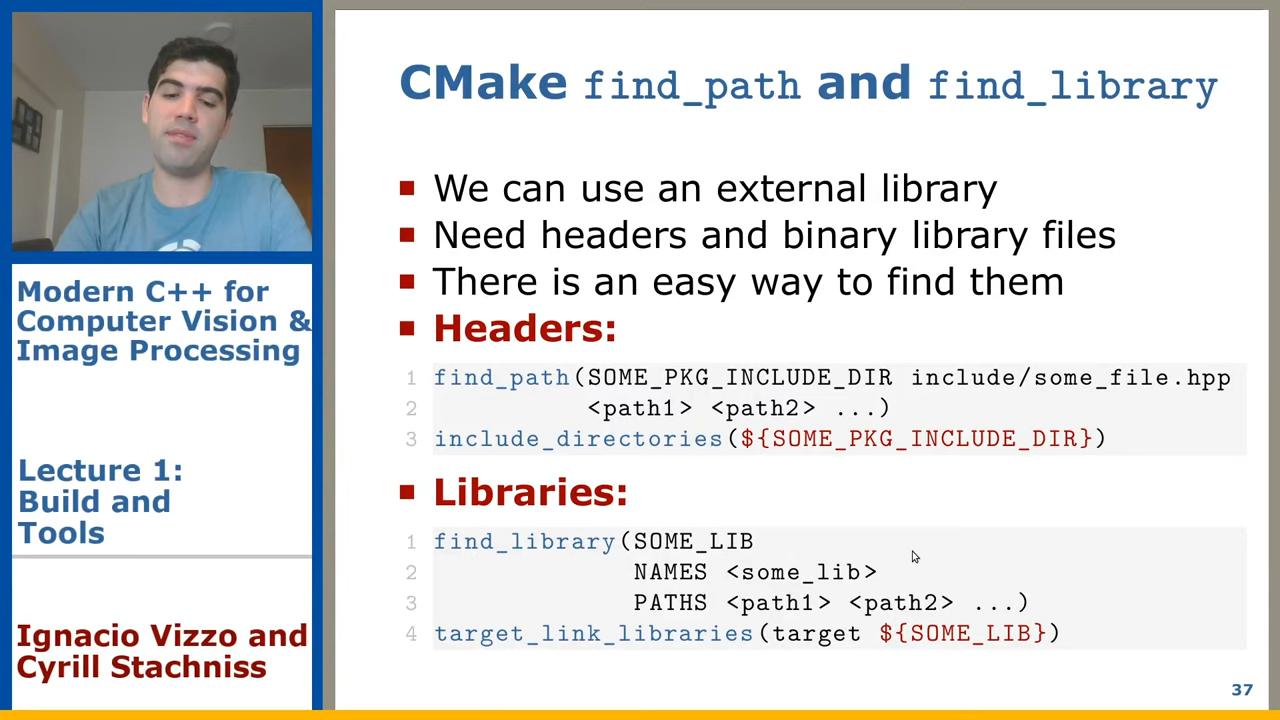 CMake find_path and find_library
We can use an external library
Need headers and binary library files
There is an easy way to find them
Headers:
1 find_path(SOME_PKG_INCLUDE_DIR include/some_file.hpp
2 <path1> <path2> ...)
3 include_directories(${SOME_PKG_INCLUDE_DIR})
Libraries:
1 find_library(SOME_LIB
2 NAMES <some_lib>
3 PATHS <path1> <path2> ...)
4 target_link_libraries(target ${SOME_LIB})
37
Modern C++ for
Computer Vision &
Image Processing
Lecture 1:
Build and
Tools
Ignacio Vizzo and
Cyrill Stachniss